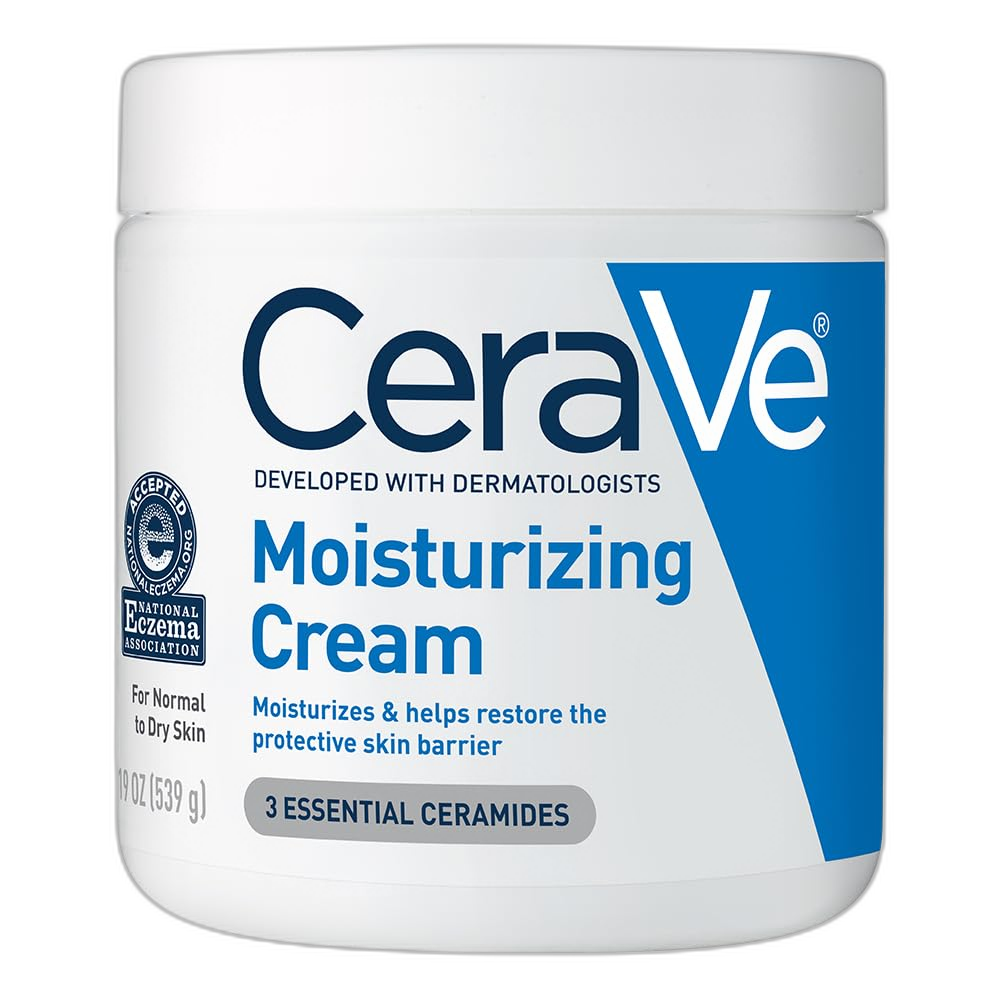 CeraVe®
DEVELOPED WITH DERMATOLOGISTS
Moisturizing
Cream
Moisturizes & helps restore the
protective skin barrier
3 ESSENTIAL CERAMIDES
ACCEPTED
e
NATIONALECZEMA.ORG
NATIONAL
Eczema
ASSOCIATION
For Normal
to Dry Skin
19 OZ (539 g)